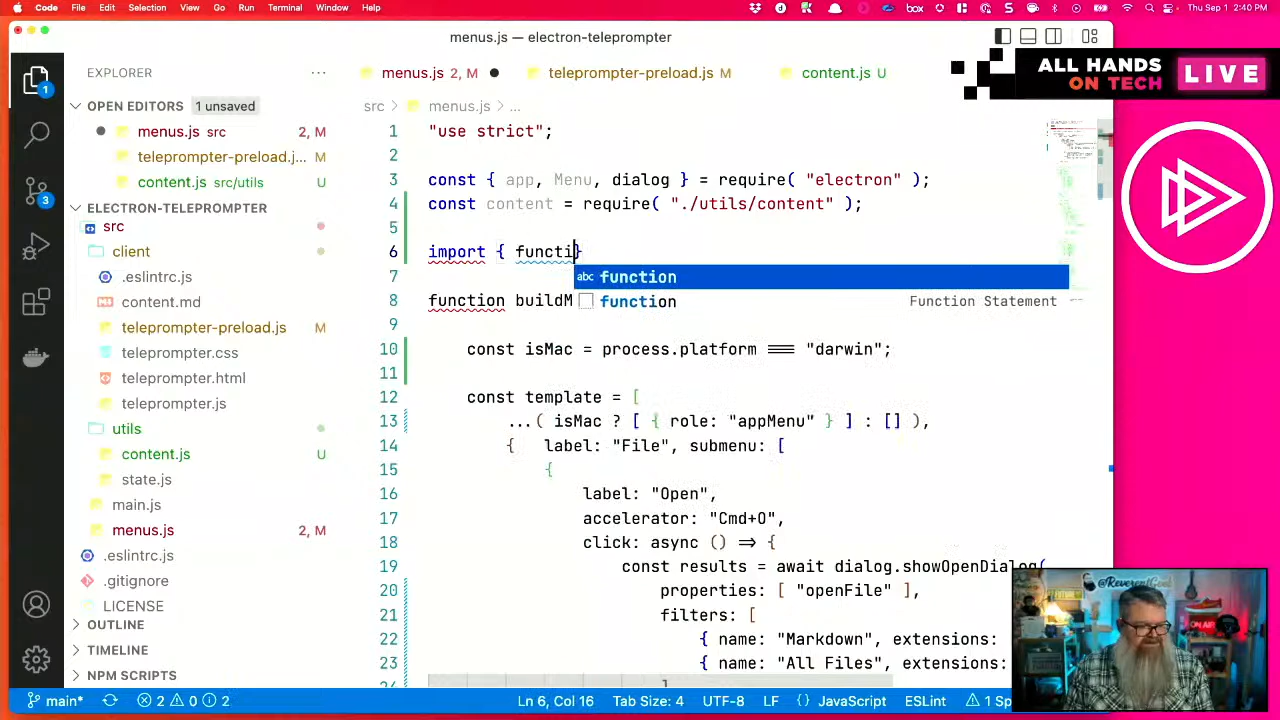 Code File Edit Selection View Go Run Terminal Window Help box Thu Sep 1 2:40 PM
menus.js — electron-teleprompter
ALL HANDS
ON TECH
LIVE
EXPLORER ···
menus.js 2, M
teleprompter-preload.js M
content.js U
OPEN EDITORS 1 unsaved
menus.js src 2, M
teleprompter-preload.j... M
content.js src/utils U
ELECTRON-TELEPROMPTER
src
client
.eslintrc.js
content.md
teleprompter-preload.js M
teleprompter.css
teleprompter.html
teleprompter.js
utils
content.js U
state.js
main.js
menus.js 2, M
.eslintrc.js
.gitignore
LICENSE
OUTLINE
TIMELINE
NPM SCRIPTS
1
3
src > menus.js > ...
1 "use strict";
2
3 const { app, Menu, dialog } = require( "electron" );
4 const content = require( "./utils/content" );
5
6 import { functi}
abc function
function Function Statement
7
8 function buildM
9
10 const isMac = process.platform === "darwin";
11
12 const template = [
13 ...( isMac ? [ { role: "appMenu" } ] : [] ),
14 { label: "File", submenu: [
15 {
16 label: "Open",
17 accelerator: "Cmd+O",
18 click: async () => {
19 const results = await dialog.showOpenDialog(
20 properties: [ "openFile" ],
21 filters: [
22 { name: "Markdown", extensions:
23 { name: "All Files", extensions:
@ReverentGeek
ON AIR
main* 2 0 2 Ln 6, Col 16 Tab Size: 4 UTF-8 LF {} JavaScript ESLint 1 Sp